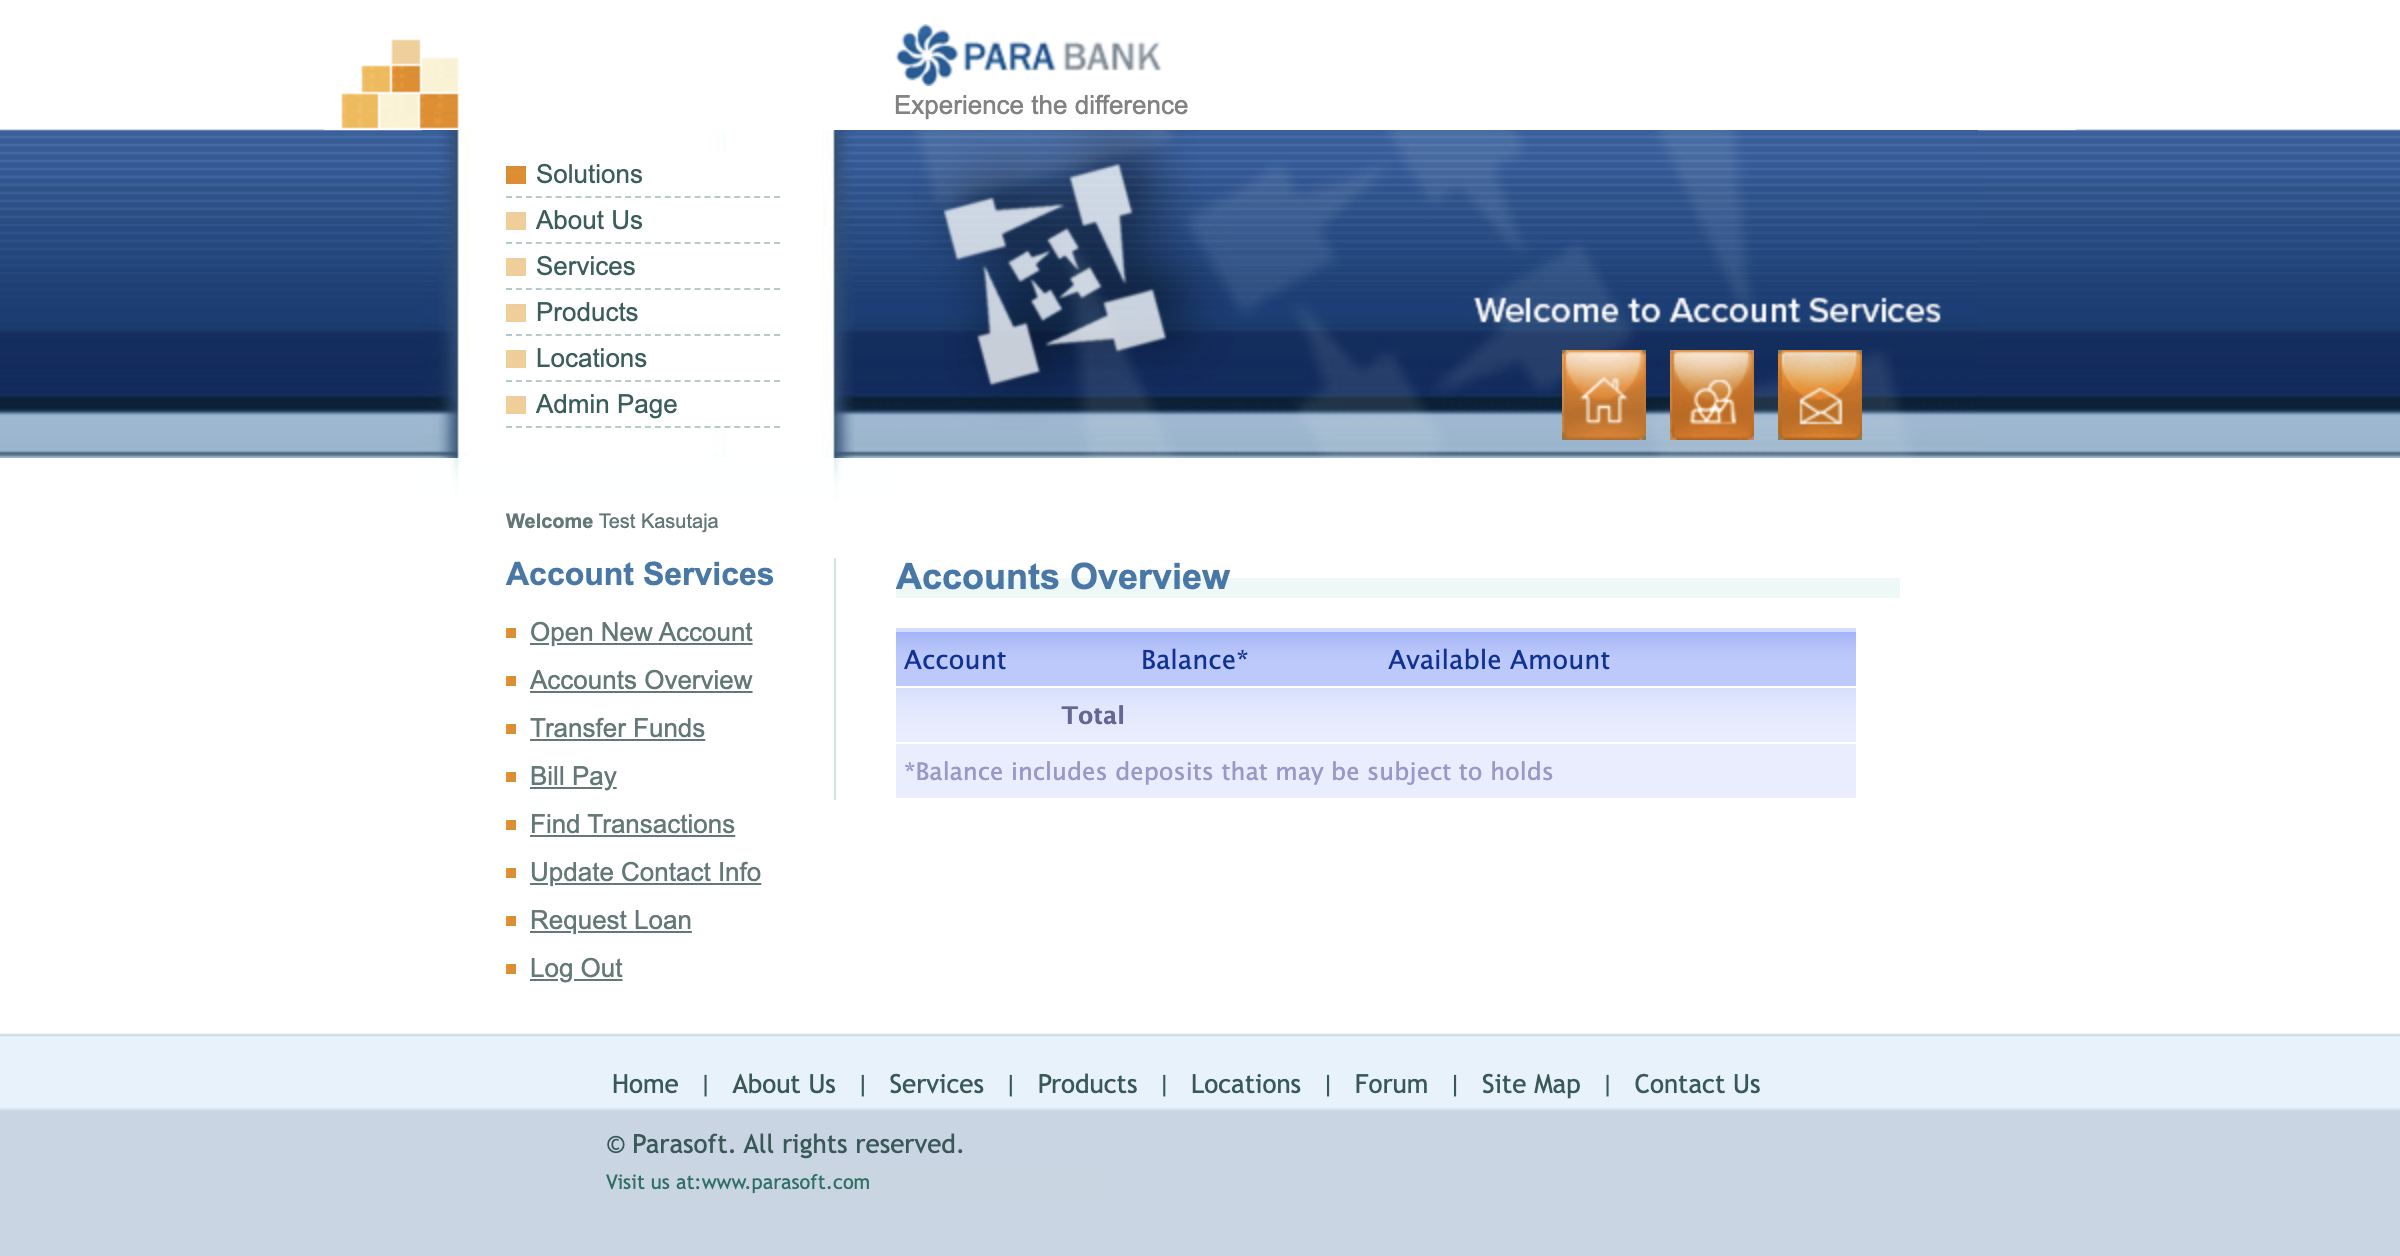 PARA BANK
Experience the difference
Solutions
About Us
Services
Products
Locations
Admin Page
Welcome to Account Services
Welcome Test Kasutaja
Account Services
Open New Account
Accounts Overview
Transfer Funds
Bill Pay
Find Transactions
Update Contact Info
Request Loan
Log Out
Accounts Overview
Account Balance* Available Amount
Total
*Balance includes deposits that may be subject to holds
Home | About Us | Services | Products | Locations | Forum | Site Map | Contact Us
© Parasoft. All rights reserved.
Visit us at:www.parasoft.com